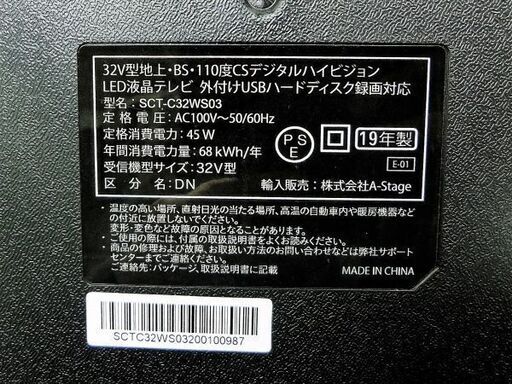 32V型地上・BS・110度CSデジタルハイビジョン
LED液晶テレビ 外付けUSBハードディスク録画対応
型名：SCT-C32WS03
定格電圧：AC100V～50/60Hz
定格消費電力：45W
年間消費電力量：68kWh/年
受信機型サイズ：32V型
区分名：DN
PSE
19年製
E-01
輸入販売：株式会社A-Stage
・温度の高い場所、直射日光の当たる場所、高温の自動車内や暖房機器などの付近に放置しないでください。
変形・変色など故障の原因となることがあります。
・ご使用の際には、付属の取扱説明書をよくお読みください。
・商品の修理および故障、お取扱い方法のお問い合わせなどは弊社サポートセンターまでご連絡ください。
ご連絡先：パッケージ、取扱説明書に記載
MADE IN CHINA
SCTC32WS03200100987